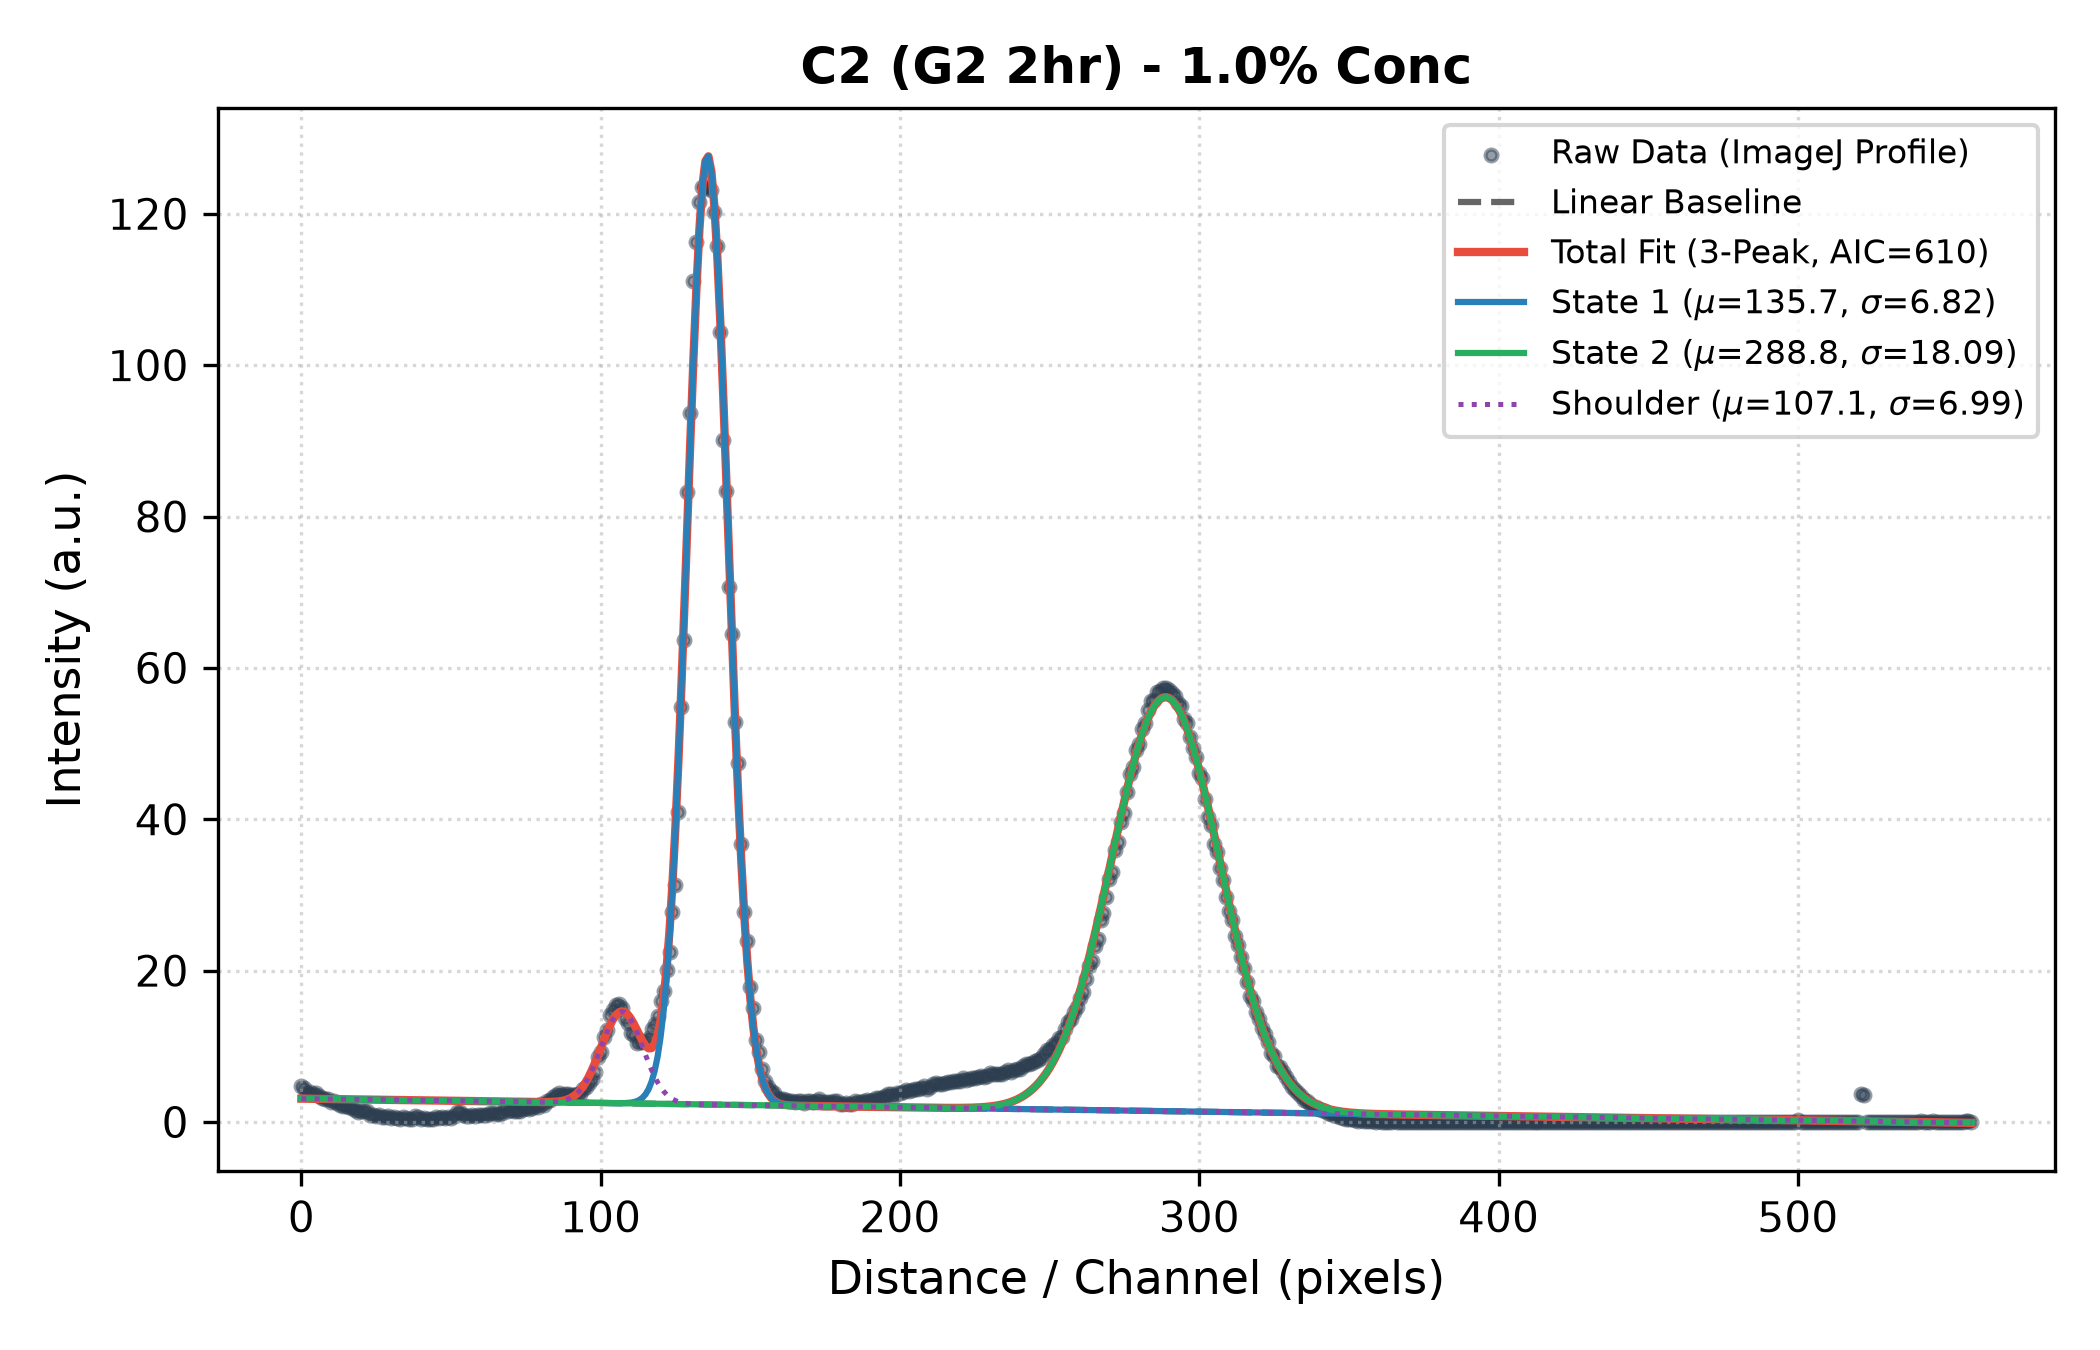 C2 (G2 2hr) - 1.0% Conc
Raw Data (ImageJ Profile)
Linear Baseline
Total Fit (3-Peak, AIC=610)
State 1 (μ=135.7, σ=6.82)
State 2 (μ=288.8, σ=18.09)
Shoulder (μ=107.1, σ=6.99)
Intensity (a.u.)
120
100
80
60
40
20
0
0 100 200 300 400 500
Distance / Channel (pixels)